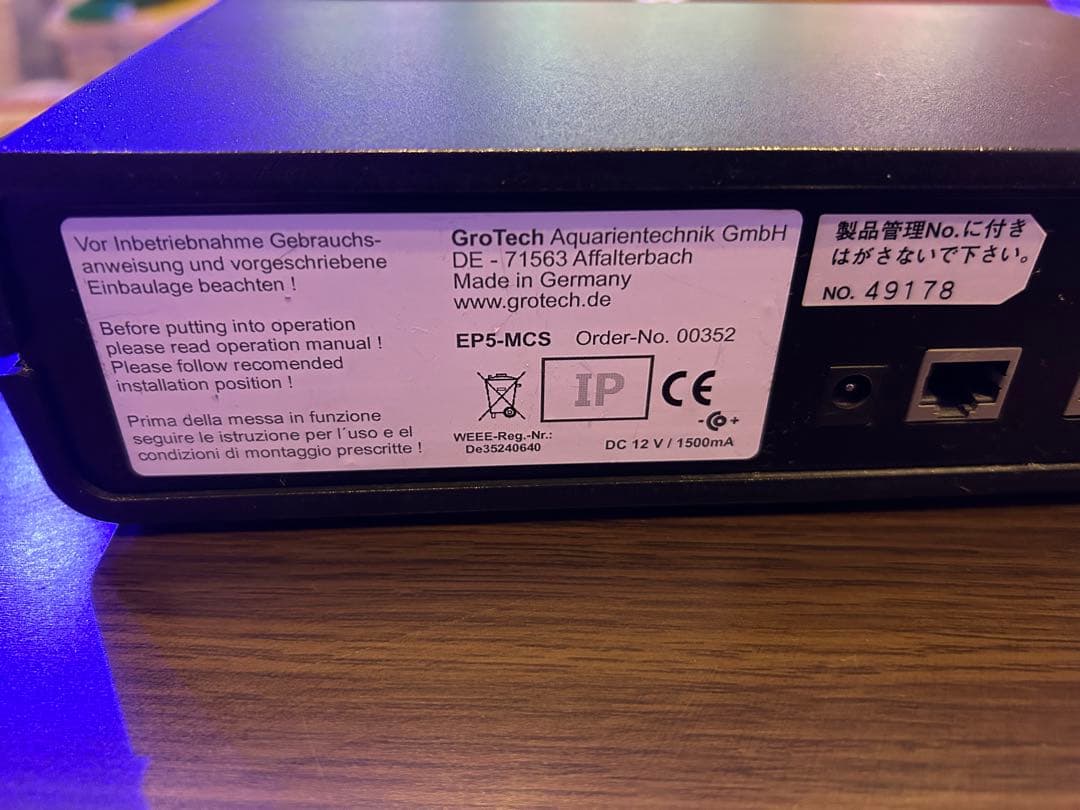 Vor Inbetriebnahme Gebrauchs-
anweisung und vorgeschriebene
Einbaulage beachten !
Before putting into operation
please read operation manual !
Please follow recomended
installation position !
Prima della messa in funzione
seguire le istruzione per l´uso e el
condizioni di montaggio prescritte !
GroTech Aquarientechnik GmbH
DE - 71563 Affalterbach
Made in Germany
www.grotech.de
EP5-MCS Order-No. 00352
IP CE
WEEE-Reg.-Nr.:
De35240640
- +
DC 12 V / 1500mA
製品管理No.に付き
はがさないで下さい。
NO. 49178